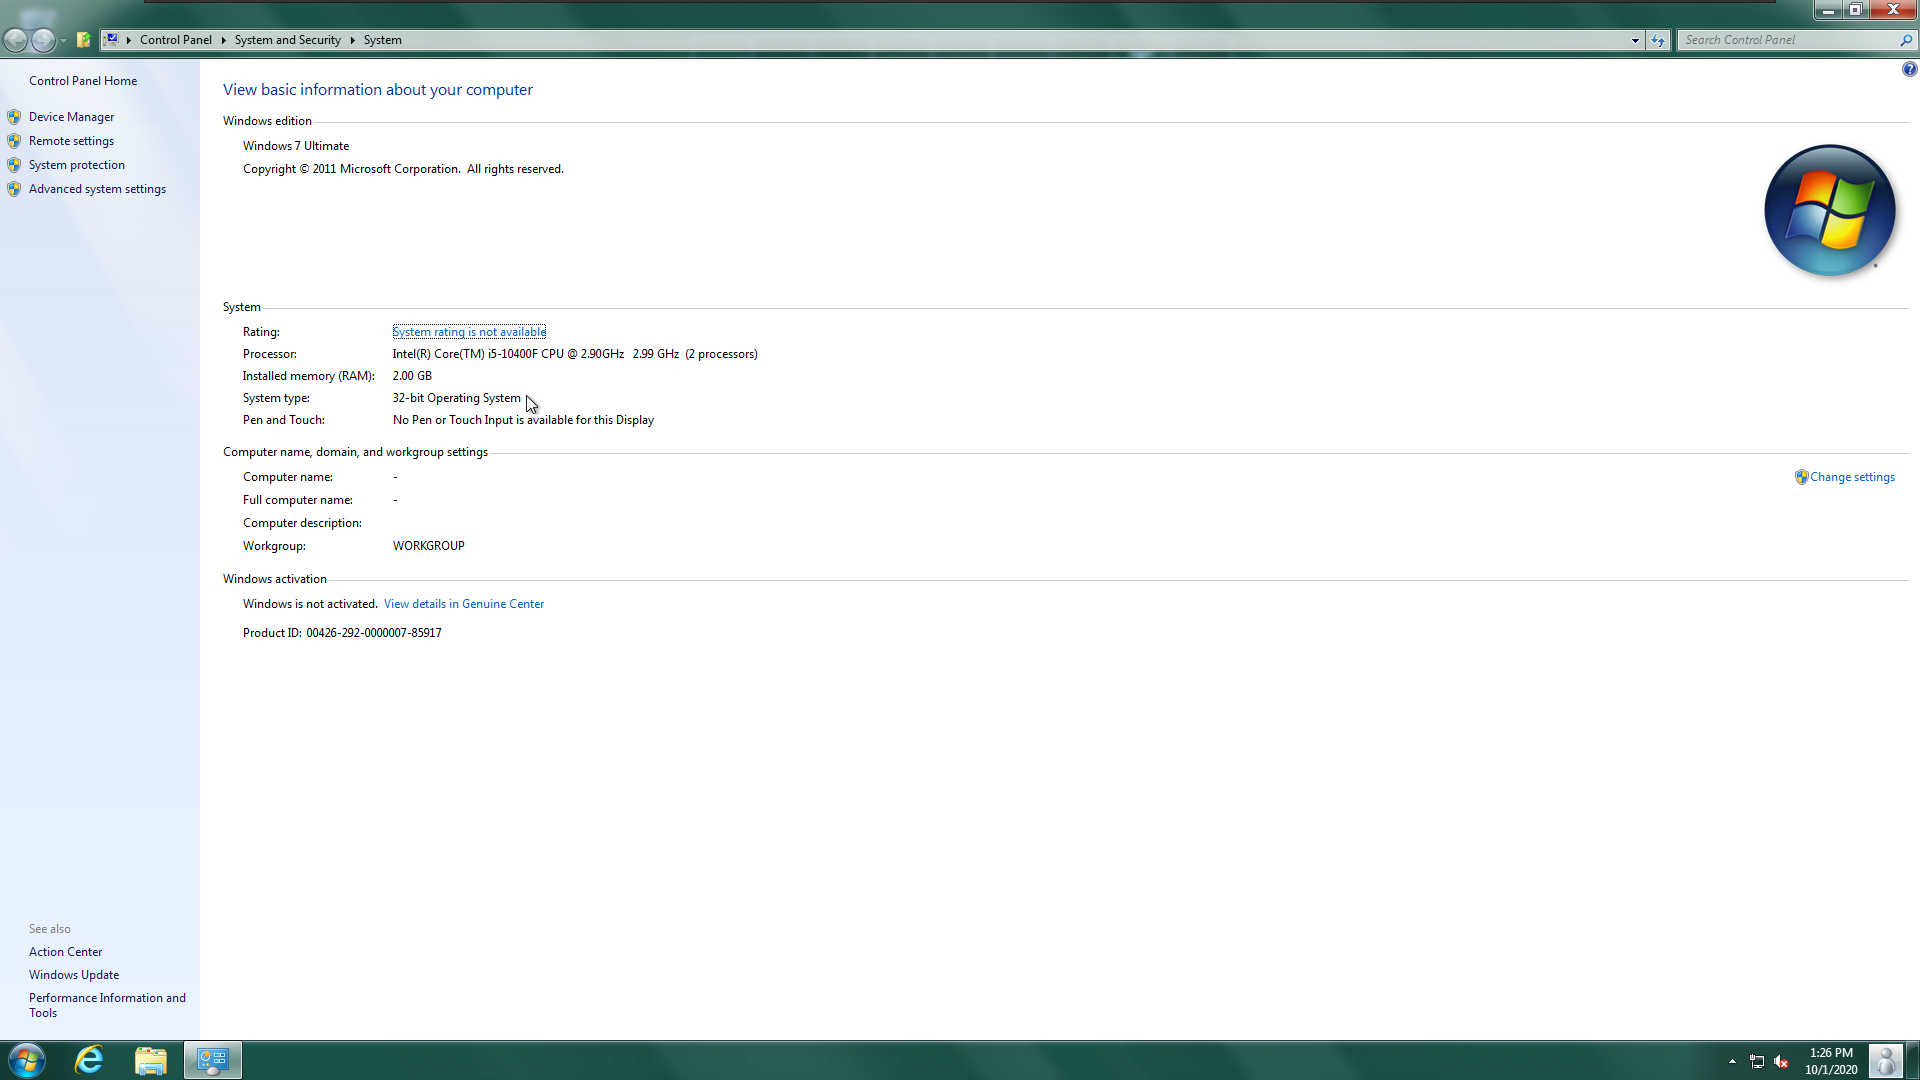 Control Panel
System and Security
System
Search Control Panel
Control Panel Home
Device Manager
Remote settings
System protection
Advanced system settings
See also
Action Center
Windows Update
Performance Information and
Tools
View basic information about your computer
Windows edition
Windows 7 Ultimate
Copyright © 2011 Microsoft Corporation.  All rights reserved.
System
Rating: System rating is not available
Processor: Intel(R) Core(TM) i5-10400F CPU @ 2.90GHz 2.99 GHz (2 processors)
Installed memory (RAM): 2.00 GB
System type: 32-bit Operating System
Pen and Touch: No Pen or Touch Input is available for this Display
Computer name, domain, and workgroup settings
Computer name: -
Change settings
Full computer name: -
Computer description:
Workgroup: WORKGROUP
Windows activation
Windows is not activated. View details in Genuine Center
Product ID: 00426-292-0000007-85917
1:26 PM
10/1/2020